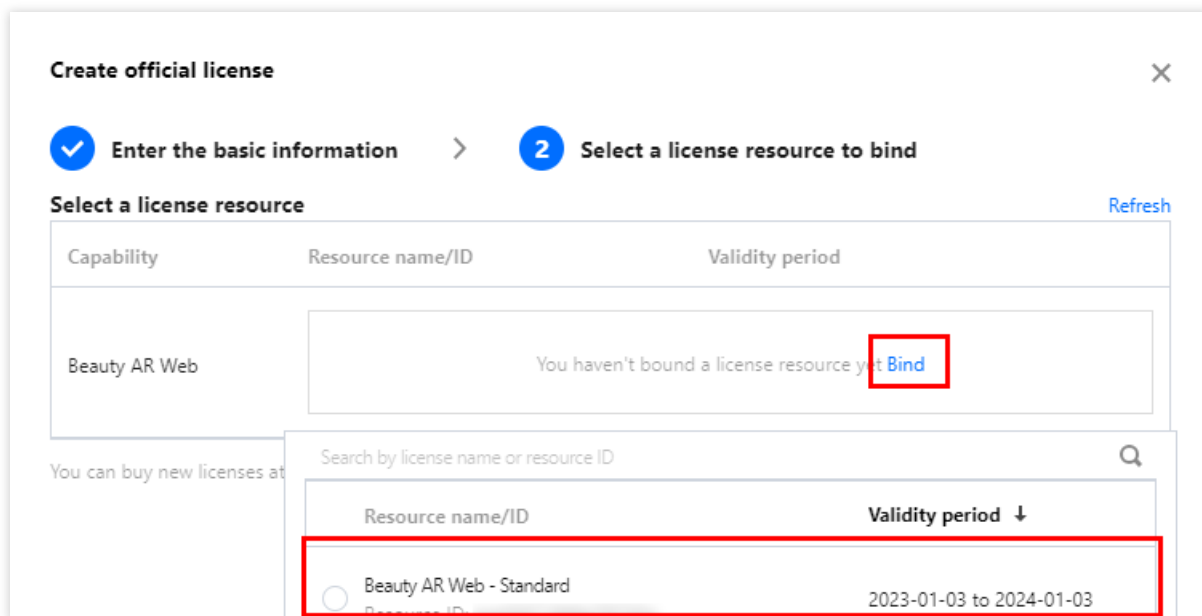 Create official license
Enter the basic information
2 Select a license resource to bind
Select a license resource
Refresh
Capability Resource name/ID Validity period
Beauty AR Web
You haven't bound a license resource yet Bind
You can buy new licenses at
Search by license name or resource ID
Resource name/ID Validity period
Beauty AR Web - Standard
2023-01-03 to 2024-01-03
Resource ID: